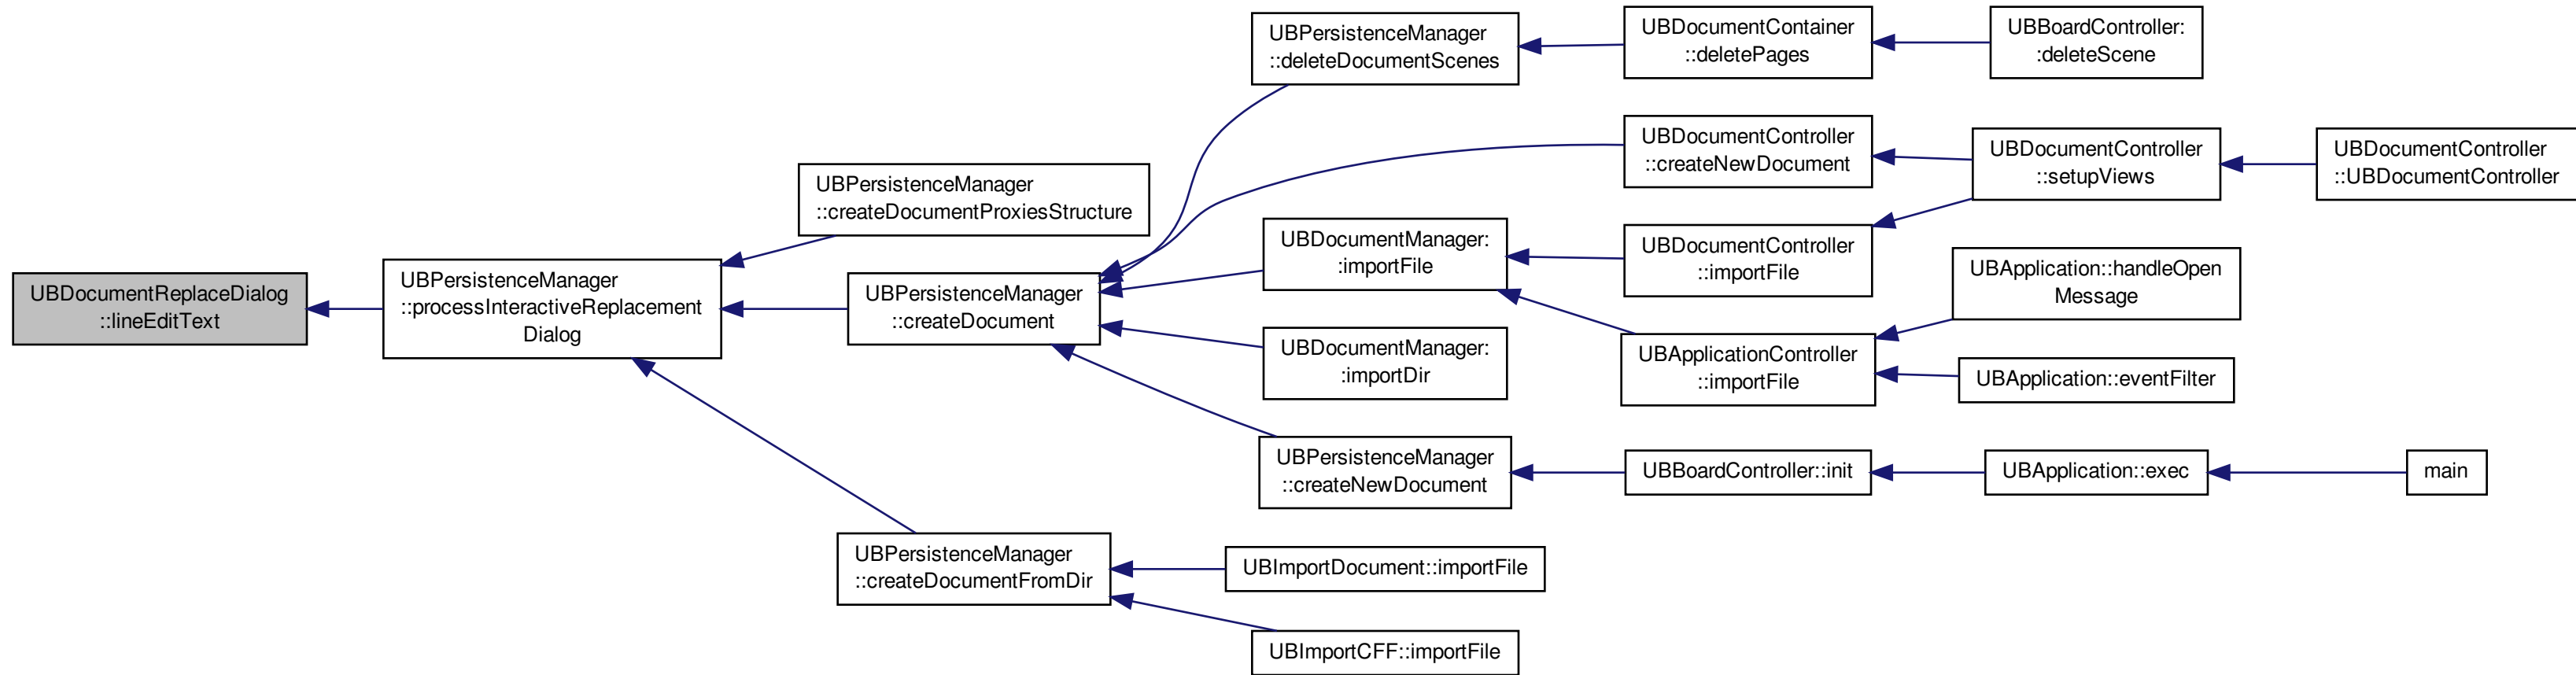 UBDocumentReplaceDialog
::lineEditText
UBPersistenceManager
::processInteractiveReplacement
Dialog
UBPersistenceManager
::createDocumentProxiesStructure
UBPersistenceManager
::createDocument
UBPersistenceManager
::createDocumentFromDir
UBPersistenceManager
::deleteDocumentScenes
UBDocumentManager:
:importFile
UBDocumentManager:
:importDir
UBPersistenceManager
::createNewDocument
UBImportDocument::importFile
UBImportCFF::importFile
UBDocumentContainer
::deletePages
UBDocumentController
::createNewDocument
UBDocumentController
::importFile
UBApplicationController
::importFile
UBBoardController::init
UBBoardController:
:deleteScene
UBDocumentController
::setupViews
UBApplication::handleOpen
Message
UBApplication::eventFilter
UBApplication::exec
UBDocumentController
::UBDocumentController
main